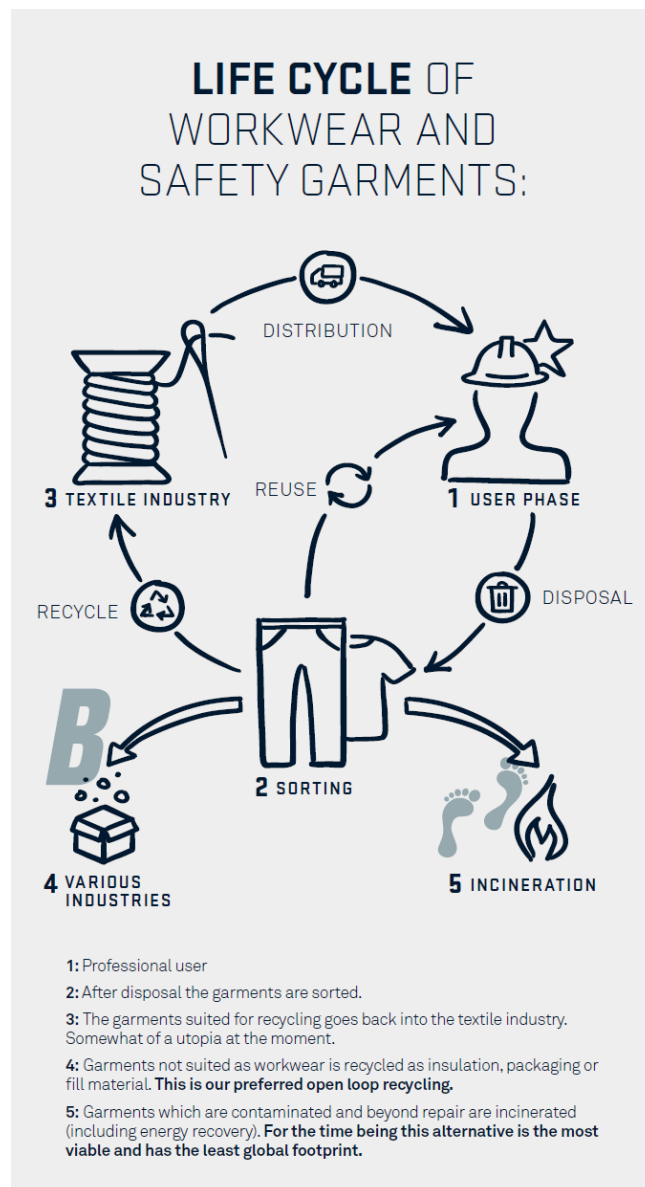 LIFE CYCLE OF
WORKWEAR AND
SAFETY GARMENTS:
DISTRIBUTION
3 TEXTILE INDUSTRY
REUSE
1 USER PHASE
RECYCLE
DISPOSAL
B
2 SORTING
4 VARIOUS
INDUSTRIES
5 INCINERATION
1: Professional user
2: After disposal the garments are sorted.
3: The garments suited for recycling goes back into the textile industry.
Somewhat of a utopia at the moment.
4: Garments not suited as workwear is recycled as insulation, packaging or
fill material. This is our preferred open loop recycling.
5: Garments which are contaminated and beyond repair are incinerated
(including energy recovery). For the time being this alternative is the most
viable and has the least global footprint.